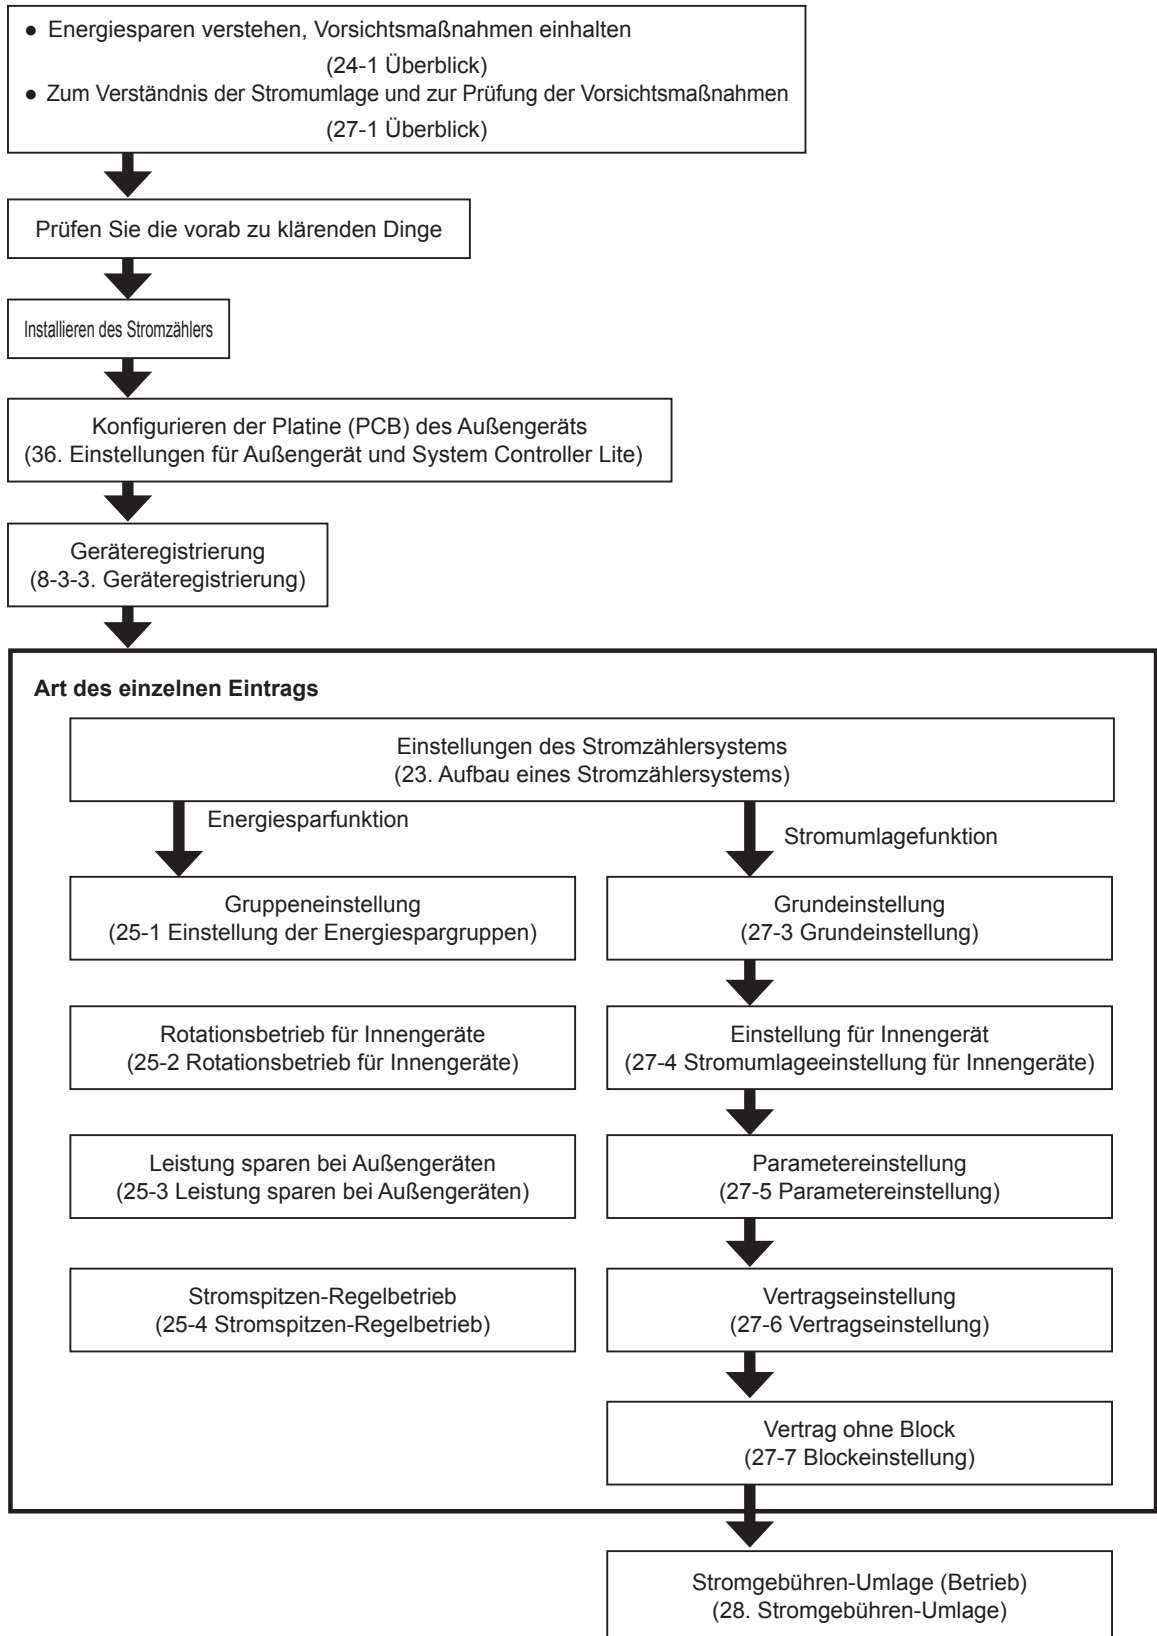 ● Energiesparen verstehen, Vorsichtsmaßnahmen einhalten
(24-1 Überblick)
● Zum Verständnis der Stromumlage und zur Prüfung der Vorsichtsmaßnahmen
(27-1 Überblick)
Prüfen Sie die vorab zu klärenden Dinge
Installieren des Stromzählers
Konfigurieren der Platine (PCB) des Außengeräts
(36. Einstellungen für Außengerät und System Controller Lite)
Geräteregistrierung
(8-3-3. Geräteregistrierung)
Art des einzelnen Eintrags
Einstellungen des Stromzählersystems
(23. Aufbau eines Stromzählersystems)
Energiesparfunktion
Stromumlagefunktion
Gruppeneinstellung
(25-1 Einstellung der Energiespargruppen)
Grundeinstellung
(27-3 Grundeinstellung)
Rotationsbetrieb für Innengeräte
(25-2 Rotationsbetrieb für Innengeräte)
Einstellung für Innengerät
(27-4 Stromumlageeinstellung für Innengeräte)
Leistung sparen bei Außengeräten
(25-3 Leistung sparen bei Außengeräten)
Parametereinstellung
(27-5 Parametereinstellung)
Stromspitzen-Regelbetrieb
(25-4 Stromspitzen-Regelbetrieb)
Vertragseinstellung
(27-6 Vertragseinstellung)
Vertrag ohne Block
(27-7 Blockeinstellung)
Stromgebühren-Umlage (Betrieb)
(28. Stromgebühren-Umlage)